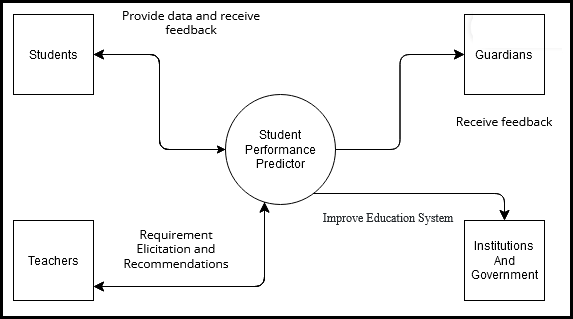 Provide data and receive
feedback
Students
Guardians
Receive feedback
Student
Performance
Predictor
Improve Education System
Requirement
Elicitation and
Recommendations
Teachers
Institutions
And
Government